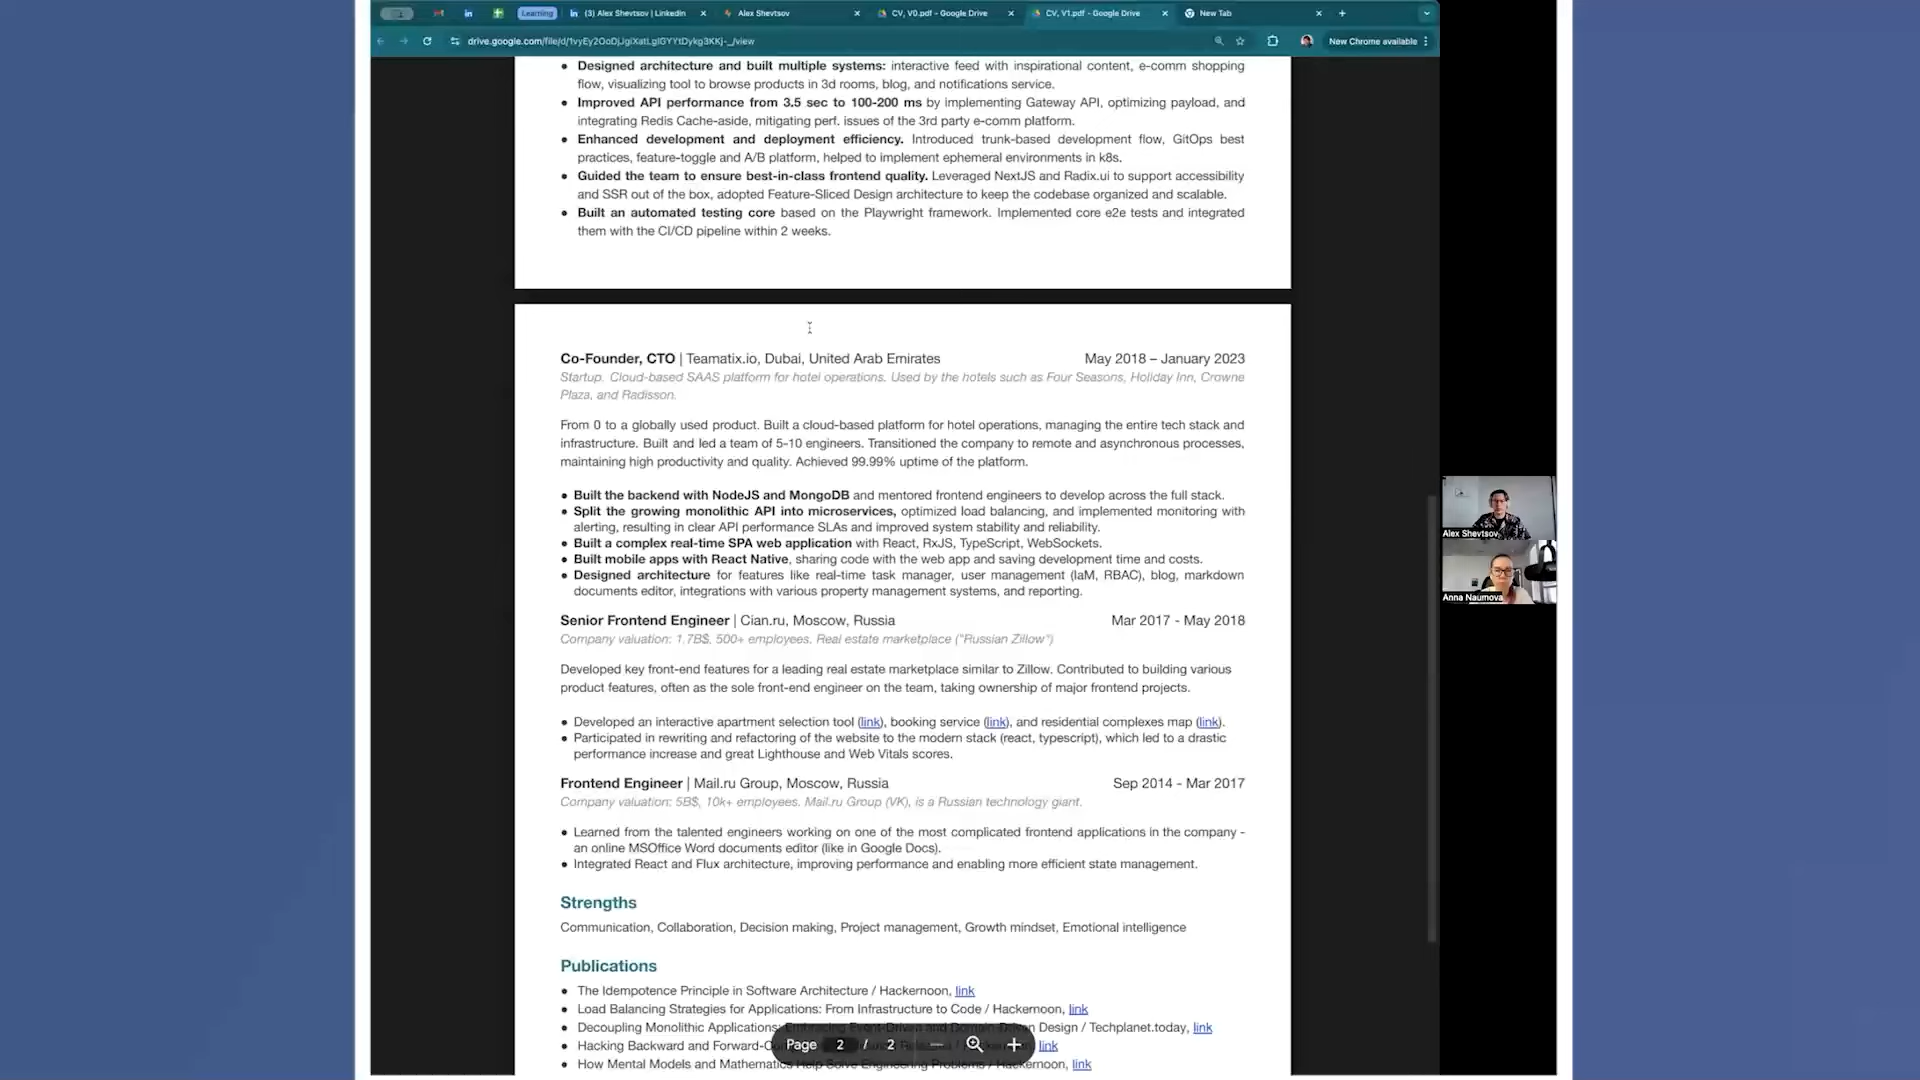 Learning
(3) Alex Shevtsov | LinkedIn
Alex Shevtsov
CV, V0.pdf - Google Drive
CV, V1.pdf - Google Drive
New Tab
New Chrome available
Designed architecture and built multiple systems: interactive feed with inspirational content, e-comm shopping
flow, visualizing tool to browse products in 3d rooms, blog, and notifications service.
Improved API performance from 3.5 sec to 100-200 ms by implementing Gateway API, optimizing payload, and
integrating Redis Cache-aside, mitigating perf. issues of the 3rd party e-comm platform.
Enhanced development and deployment efficiency. Introduced trunk-based development flow, GitOps best
practices, feature-toggle and A/B platform, helped to implement ephemeral environments in k8s.
Guided the team to ensure best-in-class frontend quality. Leveraged NextJS and Radix.ui to support accessibility
and SSR out of the box, adopted Feature-Sliced Design architecture to keep the codebase organized and scalable.
Built an automated testing core based on the Playwright framework. Implemented core e2e tests and integrated
them with the CI/CD pipeline within 2 weeks.
Co-Founder, CTO | Teamatix.io, Dubai, United Arab Emirates May 2018 – January 2023
Startup. Cloud-based SAAS platform for hotel operations. Used by the hotels such as Four Seasons, Holiday Inn, Crowne
Plaza, and Radisson.
From 0 to a globally used product. Built a cloud-based platform for hotel operations, managing the entire tech stack and
infrastructure. Built and led a team of 5-10 engineers. Transitioned the company to remote and asynchronous processes,
maintaining high productivity and quality. Achieved 99.99% uptime of the platform.
Built the backend with NodeJS and MongoDB and mentored frontend engineers to develop across the full stack.
Split the growing monolithic API into microservices, optimized load balancing, and implemented monitoring with
alerting, resulting in clear API performance SLAs and improved system stability and reliability.
Built a complex real-time SPA web application with React, RxJS, TypeScript, WebSockets.
Built mobile apps with React Native, sharing code with the web app and saving development time and costs.
Designed architecture for features like real-time task manager, user management (IaM, RBAC), blog, markdown
documents editor, integrations with various property management systems, and reporting.
Senior Frontend Engineer | Cian.ru, Moscow, Russia Mar 2017 - May 2018
Company valuation: 1.7B$, 500+ employees. Real estate marketplace ("Russian Zillow")
Developed key front-end features for a leading real estate marketplace similar to Zillow. Contributed to building various
product features, often as the sole front-end engineer on the team, taking ownership of major frontend projects.
Developed an interactive apartment selection tool (link), booking service (link), and residential complexes map (link).
Participated in rewriting and refactoring of the website to the modern stack (react, typescript), which led to a drastic
performance increase and great Lighthouse and Web Vitals scores.
Frontend Engineer | Mail.ru Group, Moscow, Russia Sep 2014 - Mar 2017
Company valuation: 5B$, 10k+ employees. Mail.ru Group (VK), is a Russian technology giant.
Learned from the talented engineers working on one of the most complicated frontend applications in the company -
an online MSOffice Word documents editor (like in Google Docs).
Integrated React and Flux architecture, improving performance and enabling more efficient state management.
Alex Shevtsov
Anna Naumova
Strengths
Communication, Collaboration, Decision making, Project management, Growth mindset, Emotional intelligence
Publications
The Idempotence Principle in Software Architecture / Hackernoon, link
Load Balancing Strategies for Applications: From Infrastructure to Code / Hackernoon, link
Decoupling Monolithic Applications: Embracing Event-Driven and Domain-Driven Design / Techplanet.today, link
Hacking Backward and Forward- link
How Mental Models and Mathematics Help Solve Engineering Problems / Hackernoon, link
Page 2 / 2